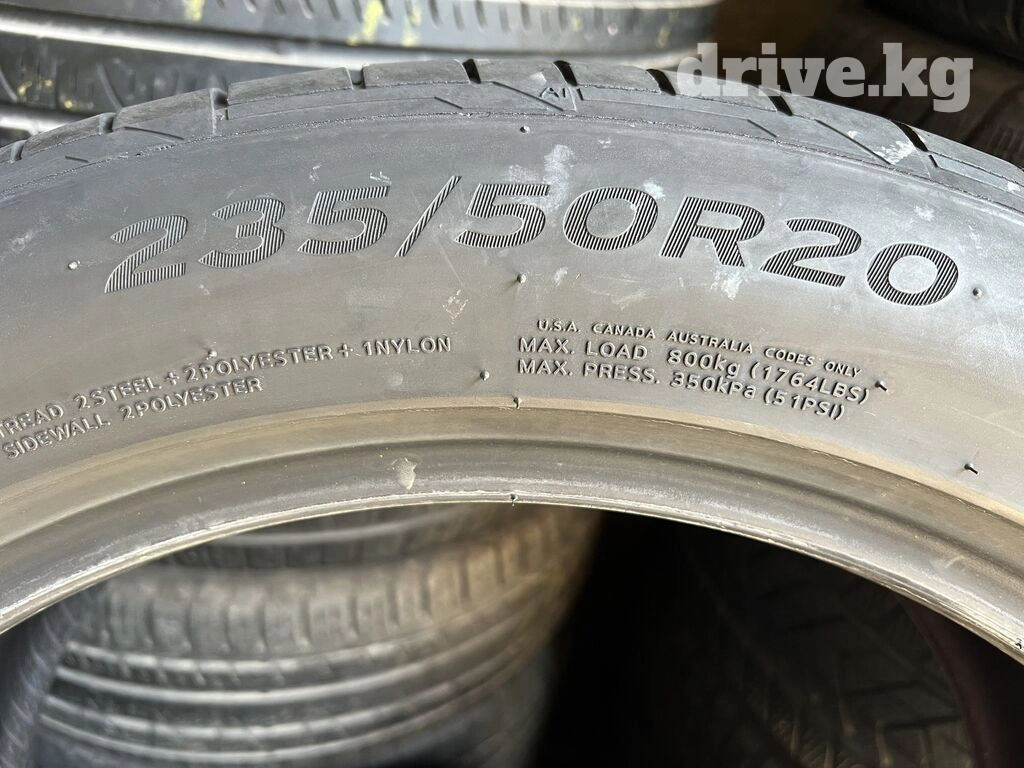 drive.kg
235/50R20
TREAD 2STEEL + 2POLYESTER + 1NYLON
SIDEWALL 2POLYESTER
U.S.A. CANADA AUSTRALIA CODES ONLY
MAX. LOAD 800kg (1764LBS)
MAX. PRESS. 350kPa (51PSI)